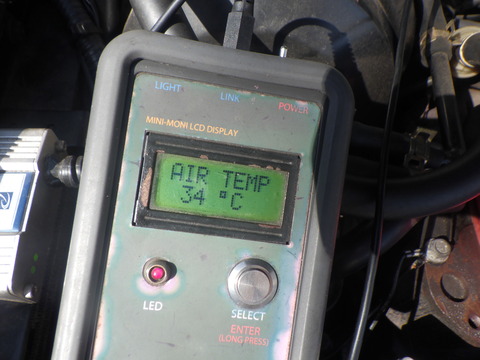 LIGHT LINK POWER
MINI-MONI LCD DISPLAY
AIR TEMP
34 °C
LED SELECT
ENTER
(LONG PRESS)